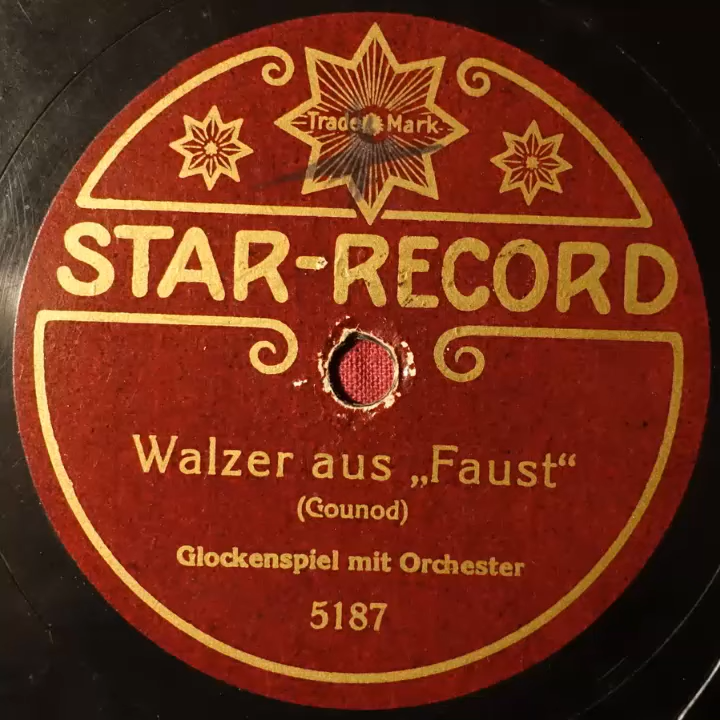 Trade Mark
STAR-RECORD
Walzer aus „Faust“
(Gounod)
Glockenspiel mit Orchester
5187